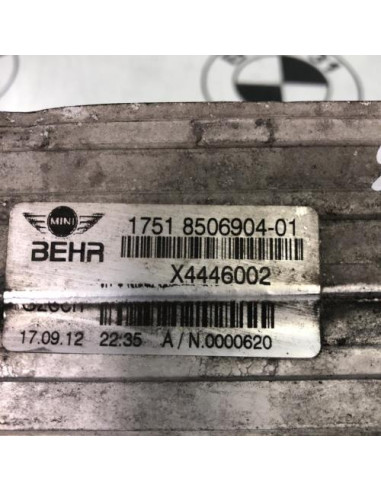 MINI
BEHR
1751 8506904-01
X4446002
17.09.12 22:35 A/N.0000620